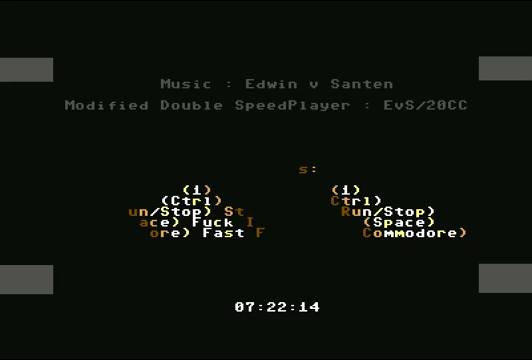 Music : Edwin v Santen
Modified Double SpeedPlayer : EvS/20CC
s:
(1) (1)
(Ctrl) Ctrl)
un/Stop) St Run/Stop)
ace) Fuck I (Space)
ore) Fast F Commodore)
07:22:14